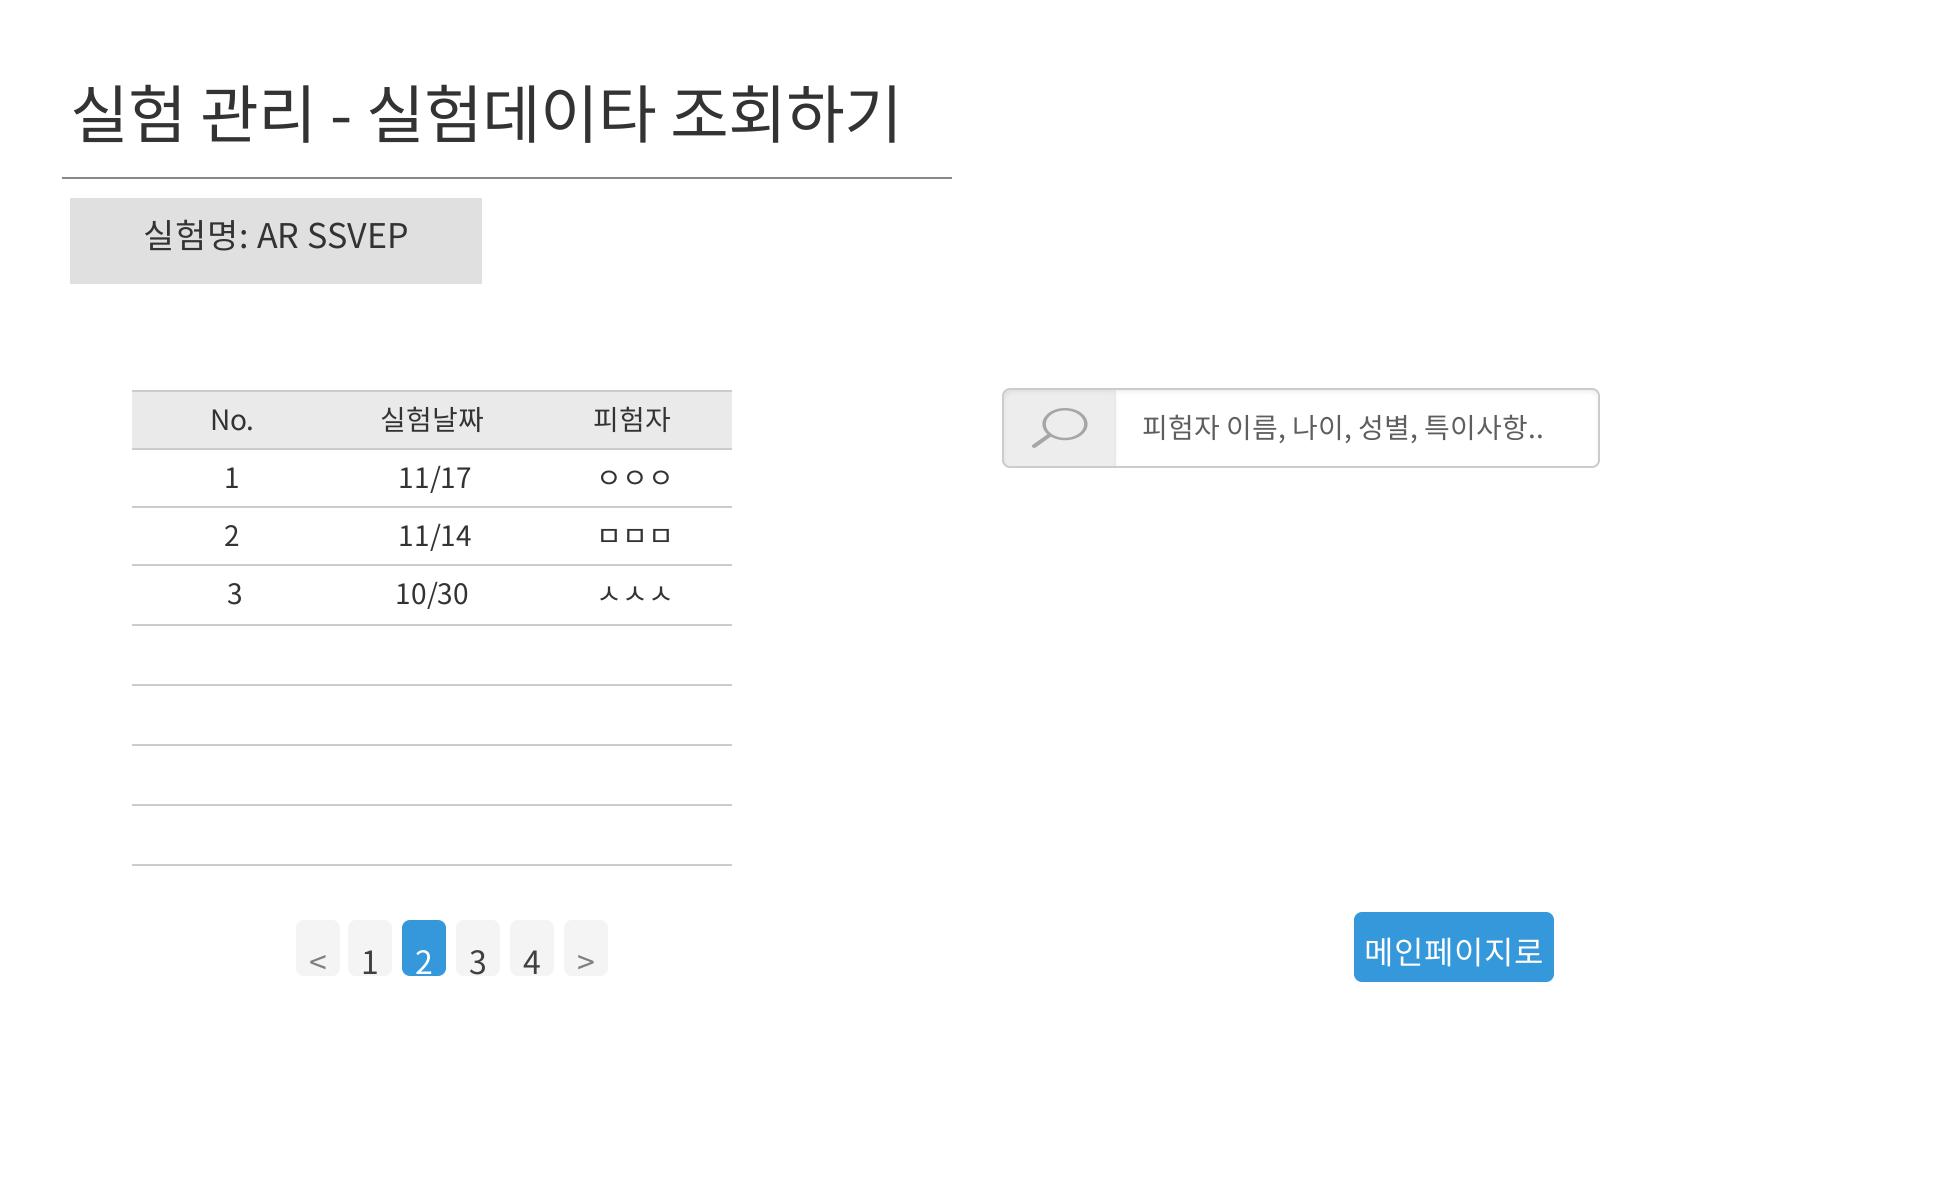 실험 관리 - 실험데이타 조회하기
실험명: AR SSVEP
No. 실험날짜 피험자
1 11/17 ㅇㅇㅇ
2 11/14 ㅁㅁㅁ
3 10/30 ㅅㅅㅅ
피험자 이름, 나이, 성별, 특이사항..
< 1 2 3 4 >
메인페이지로